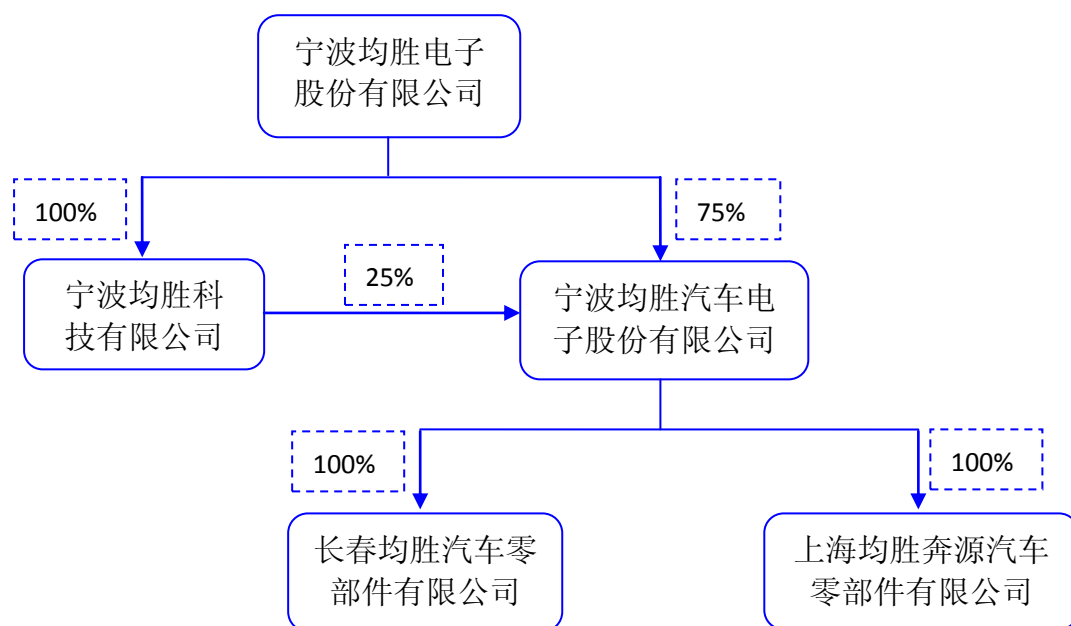 宁波均胜电子
股份有限公司
100%
75%
25%
宁波均胜科
技有限公司
宁波均胜汽车电
子股份有限公司
100%
100%
长春均胜汽车零
部件有限公司
上海均胜奔源汽车
零部件有限公司